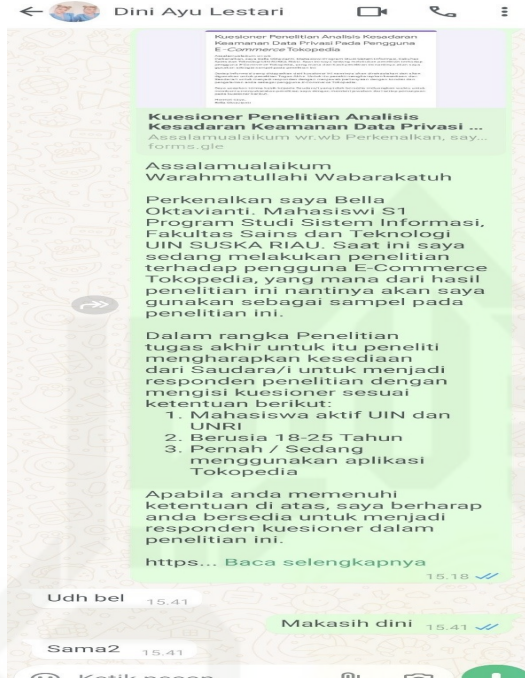 Dini Ayu Lestari
Kuesioner Penelitian Analisis Kesadaran
Keamanan Data Privasi Pada Pengguna
E-Commerce Tokopedia
Kuesioner Penelitian Analisis
Kesadaran Keamanan Data Privasi ...
Assalamualaikum wr.wb Perkenalkan, say...
forms.gle
Assalamualaikum
Warahmatullahi Wabarakatuh
Perkenalkan saya Bella
Oktavianti. Mahasiswi S1
Program Studi Sistem Informasi,
Fakultas Sains dan Teknologi
UIN SUSKA RIAU. Saat ini saya
sedang melakukan penelitian
terhadap pengguna E-Commerce
Tokopedia, yang mana dari hasil
penelitian ini nantinya akan saya
gunakan sebagai sampel pada
penelitian ini.
Dalam rangka Penelitian
tugas akhir untuk itu peneliti
mengharapkan kesediaan
dari Saudara/i untuk menjadi
responden penelitian dengan
mengisi kuesioner sesuai
ketentuan berikut:
1. Mahasiswa aktif UIN dan
UNRI
2. Berusia 18-25 Tahun
3. Pernah / Sedang
menggunakan aplikasi
Tokopedia
Apabila anda memenuhi
ketentuan di atas, saya berharap
anda bersedia untuk menjadi
responden kuesioner dalam
penelitian ini.
https... Baca selengkapnya
15.18
Udh bel 15.41
Makasih dini 15.41
Sama2 15.41
Ketik pesan